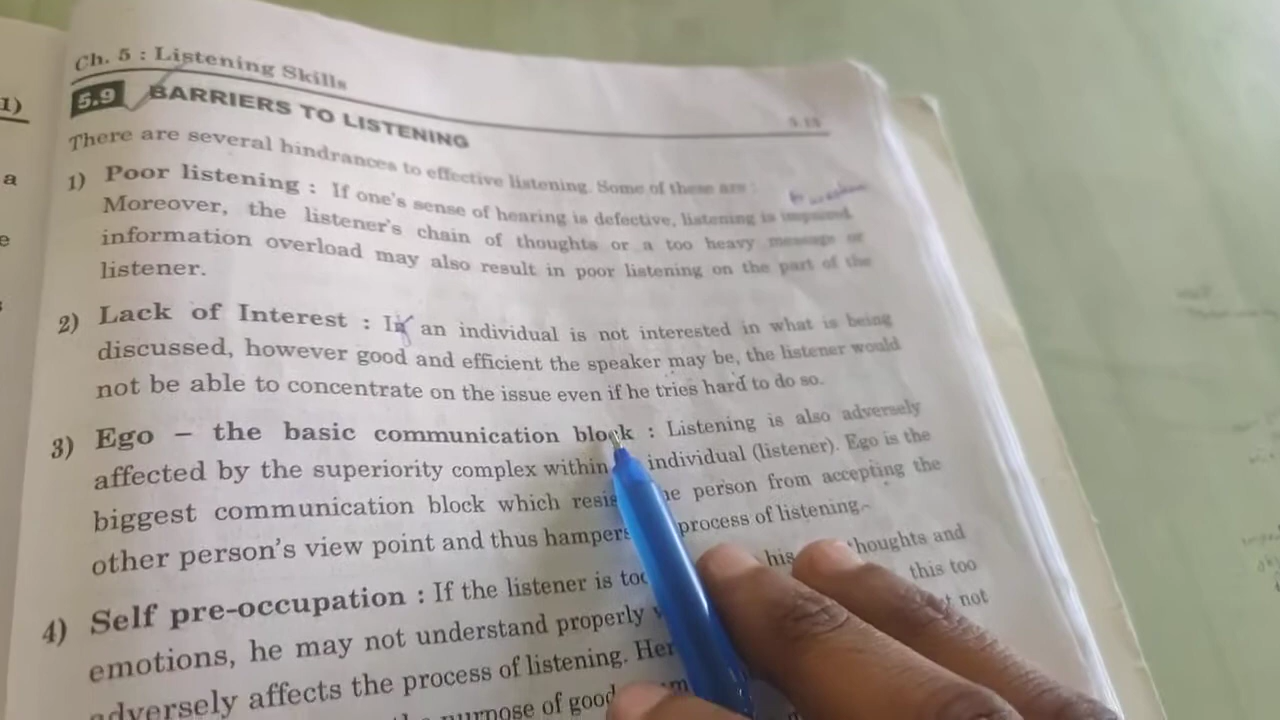 1)
a
e
Ch. 5 : Listening Skills
5.9 BARRIERS TO LISTENING
There are several hindrances to effective listening. Some of these are :
1) Poor listening : If one's sense of hearing is defective, listening is impaired.
Moreover, the listener's chain of thoughts or a too heavy message or
information overload may also result in poor listening on the part of the
listener.
2) Lack of Interest : If an individual is not interested in what is being
discussed, however good and efficient the speaker may be, the listener would
not be able to concentrate on the issue even if he tries hard to do so.
3) Ego – the basic communication block : Listening is also adversely
affected by the superiority complex within individual (listener). Ego is the
biggest communication block which person from accepting the
other person's view point and thus hampers process of listening.
4) Self pre-occupation : If the listener is his thoughts and
emotions, he may not understand properly this too
adversely affects the process of listening. not
purpose of good